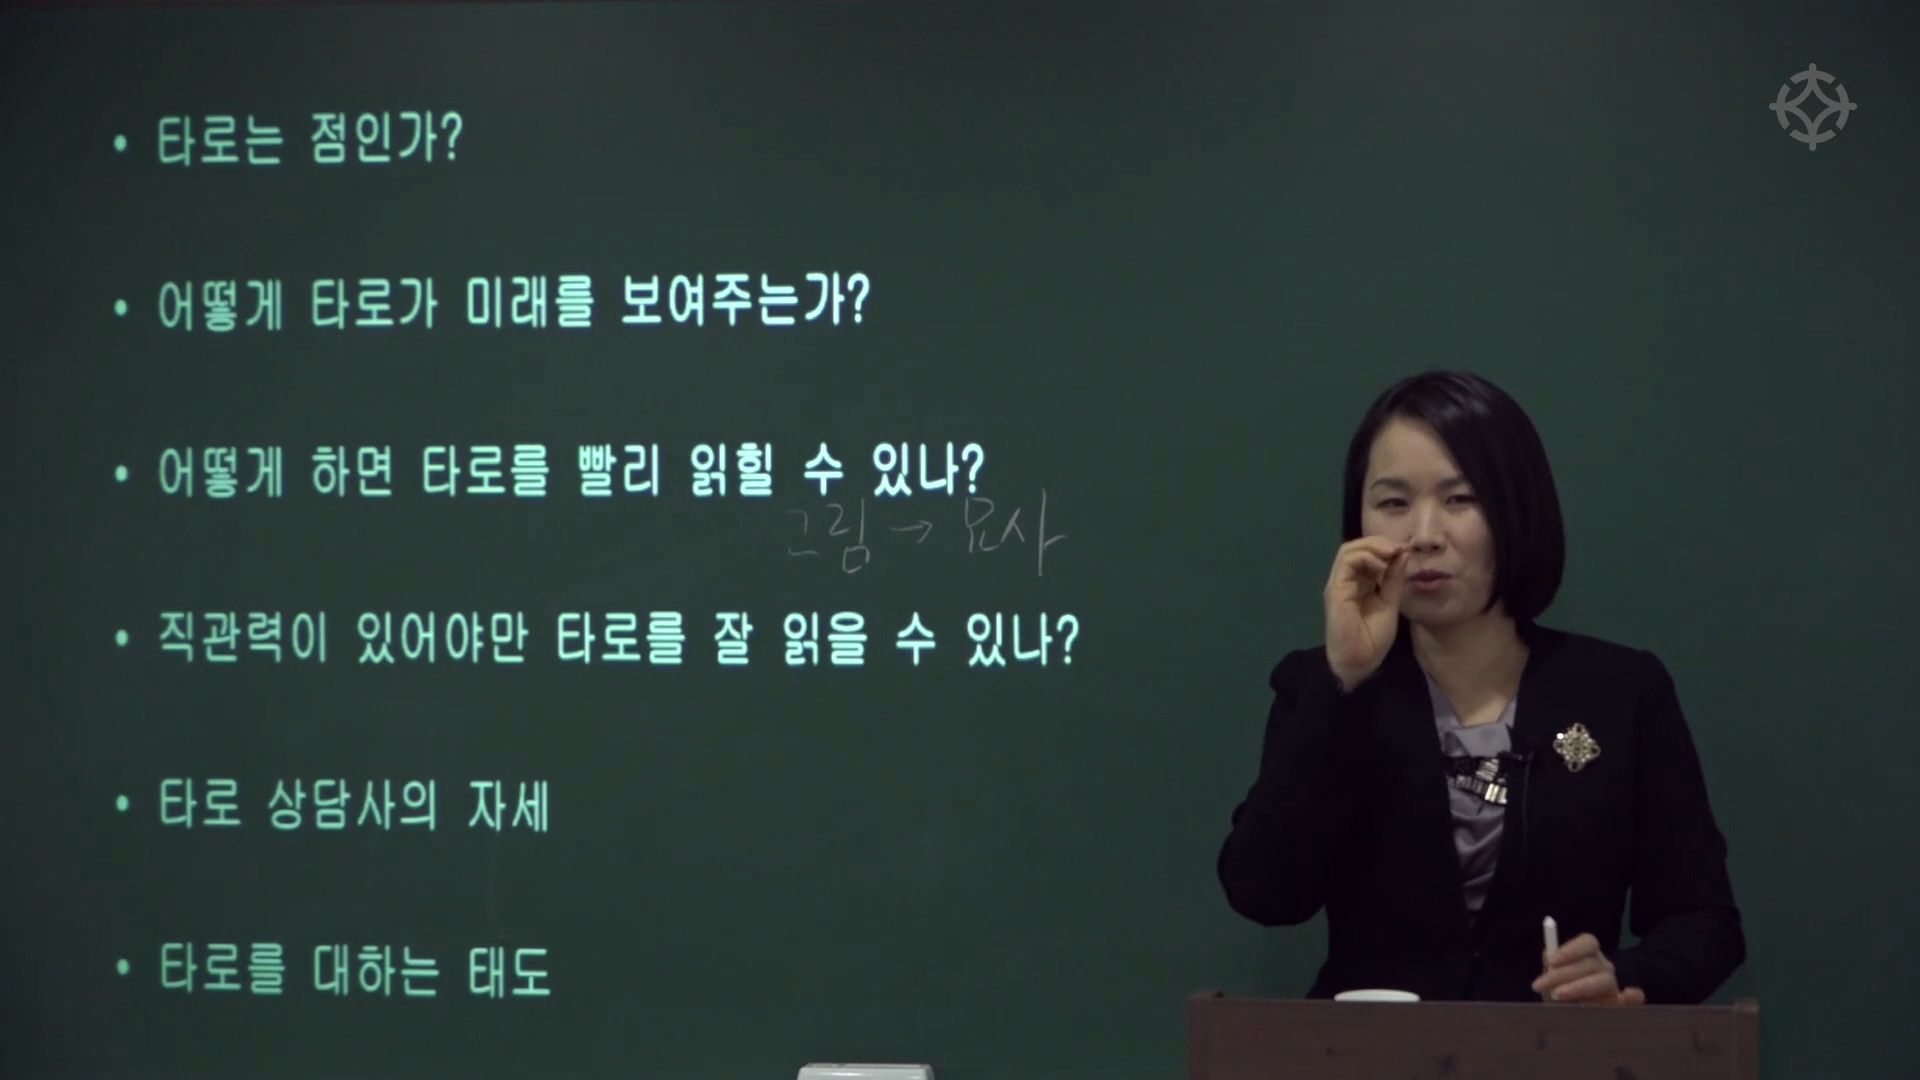 • 타로는 점인가?
• 어떻게 타로가 미래를 보여주는가?
• 어떻게 하면 타로를 빨리 읽힐 수 있나?
그림 → 묘사
• 직관력이 있어야만 타로를 잘 읽을 수 있나?
• 타로 상담사의 자세
• 타로를 대하는 태도